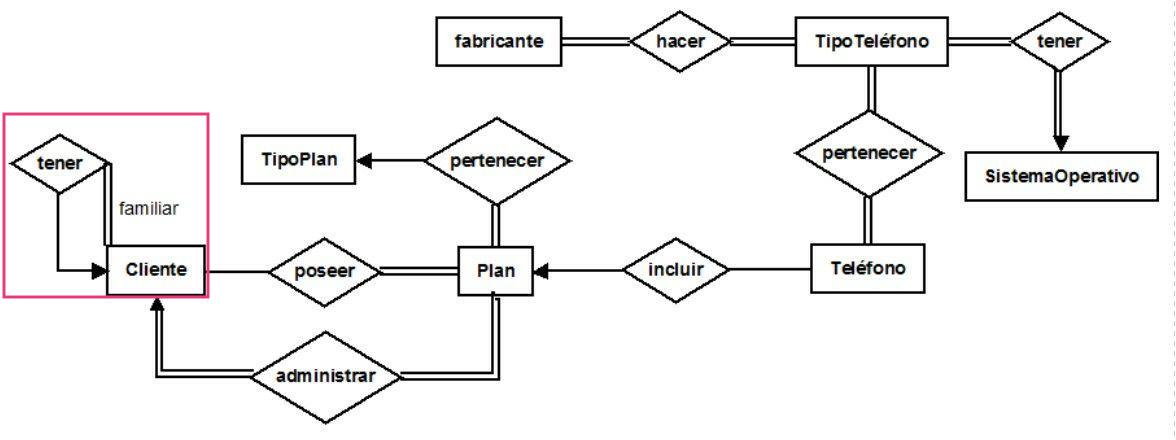 fabricante
hacer
TipoTeléfono
tener
tener
TipoPlan
pertenecer
pertenecer
SistemaOperativo
familiar
Cliente
poseer
Plan
incluir
Teléfono
administrar